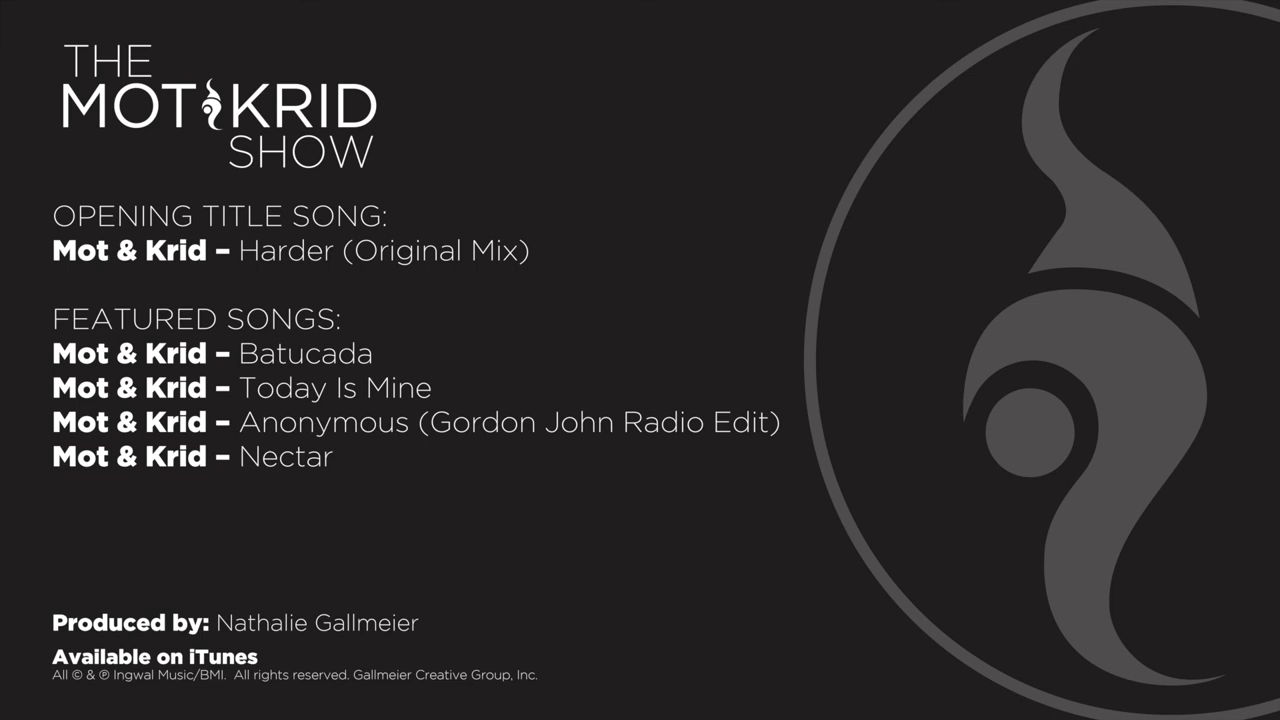 THE
MOT & KRID
SHOW
OPENING TITLE SONG:
Mot & Krid – Harder (Original Mix)
FEATURED SONGS:
Mot & Krid – Batucada
Mot & Krid – Today Is Mine
Mot & Krid – Anonymous (Gordon John Radio Edit)
Mot & Krid – Nectar
Produced by: Nathalie Gallmeier
Available on iTunes
All © & ℗ Ingwal Music/BMI. All rights reserved. Gallmeier Creative Group, Inc.